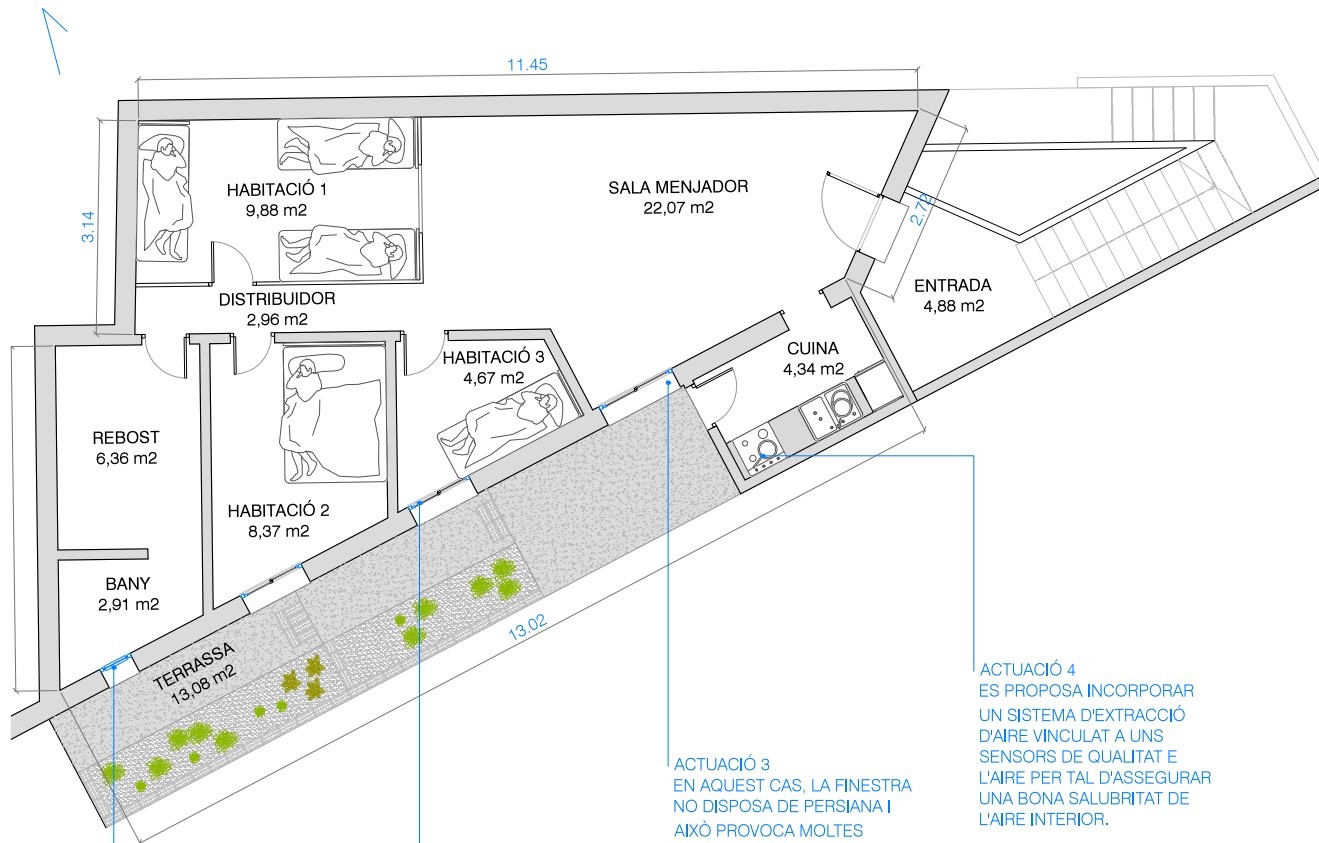 11.45
HABITACIÓ 1
9,88 m2
SALA MENJADOR
22,07 m2
3.14
2.72
DISTRIBUIDOR
2,96 m2
ENTRADA
4,88 m2
HABITACIÓ 3
4,67 m2
CUINA
4,34 m2
REBOST
6,36 m2
HABITACIÓ 2
8,37 m2
BANY
2,91 m2
TERRASSA
13,08 m2
13.02
ACTUACIÓ 3
EN AQUEST CAS, LA FINESTRA
NO DISPOSA DE PERSIANA I
AIXÒ PROVOCA MOLTES
ACTUACIÓ 4
ES PROPOSA INCORPORAR
UN SISTEMA D'EXTRACCIÓ
D'AIRE VINCULAT A UNS
SENSORS DE QUALITAT E
L'AIRE PER TAL D'ASSEGURAR
UNA BONA SALUBRITAT DE
L'AIRE INTERIOR.